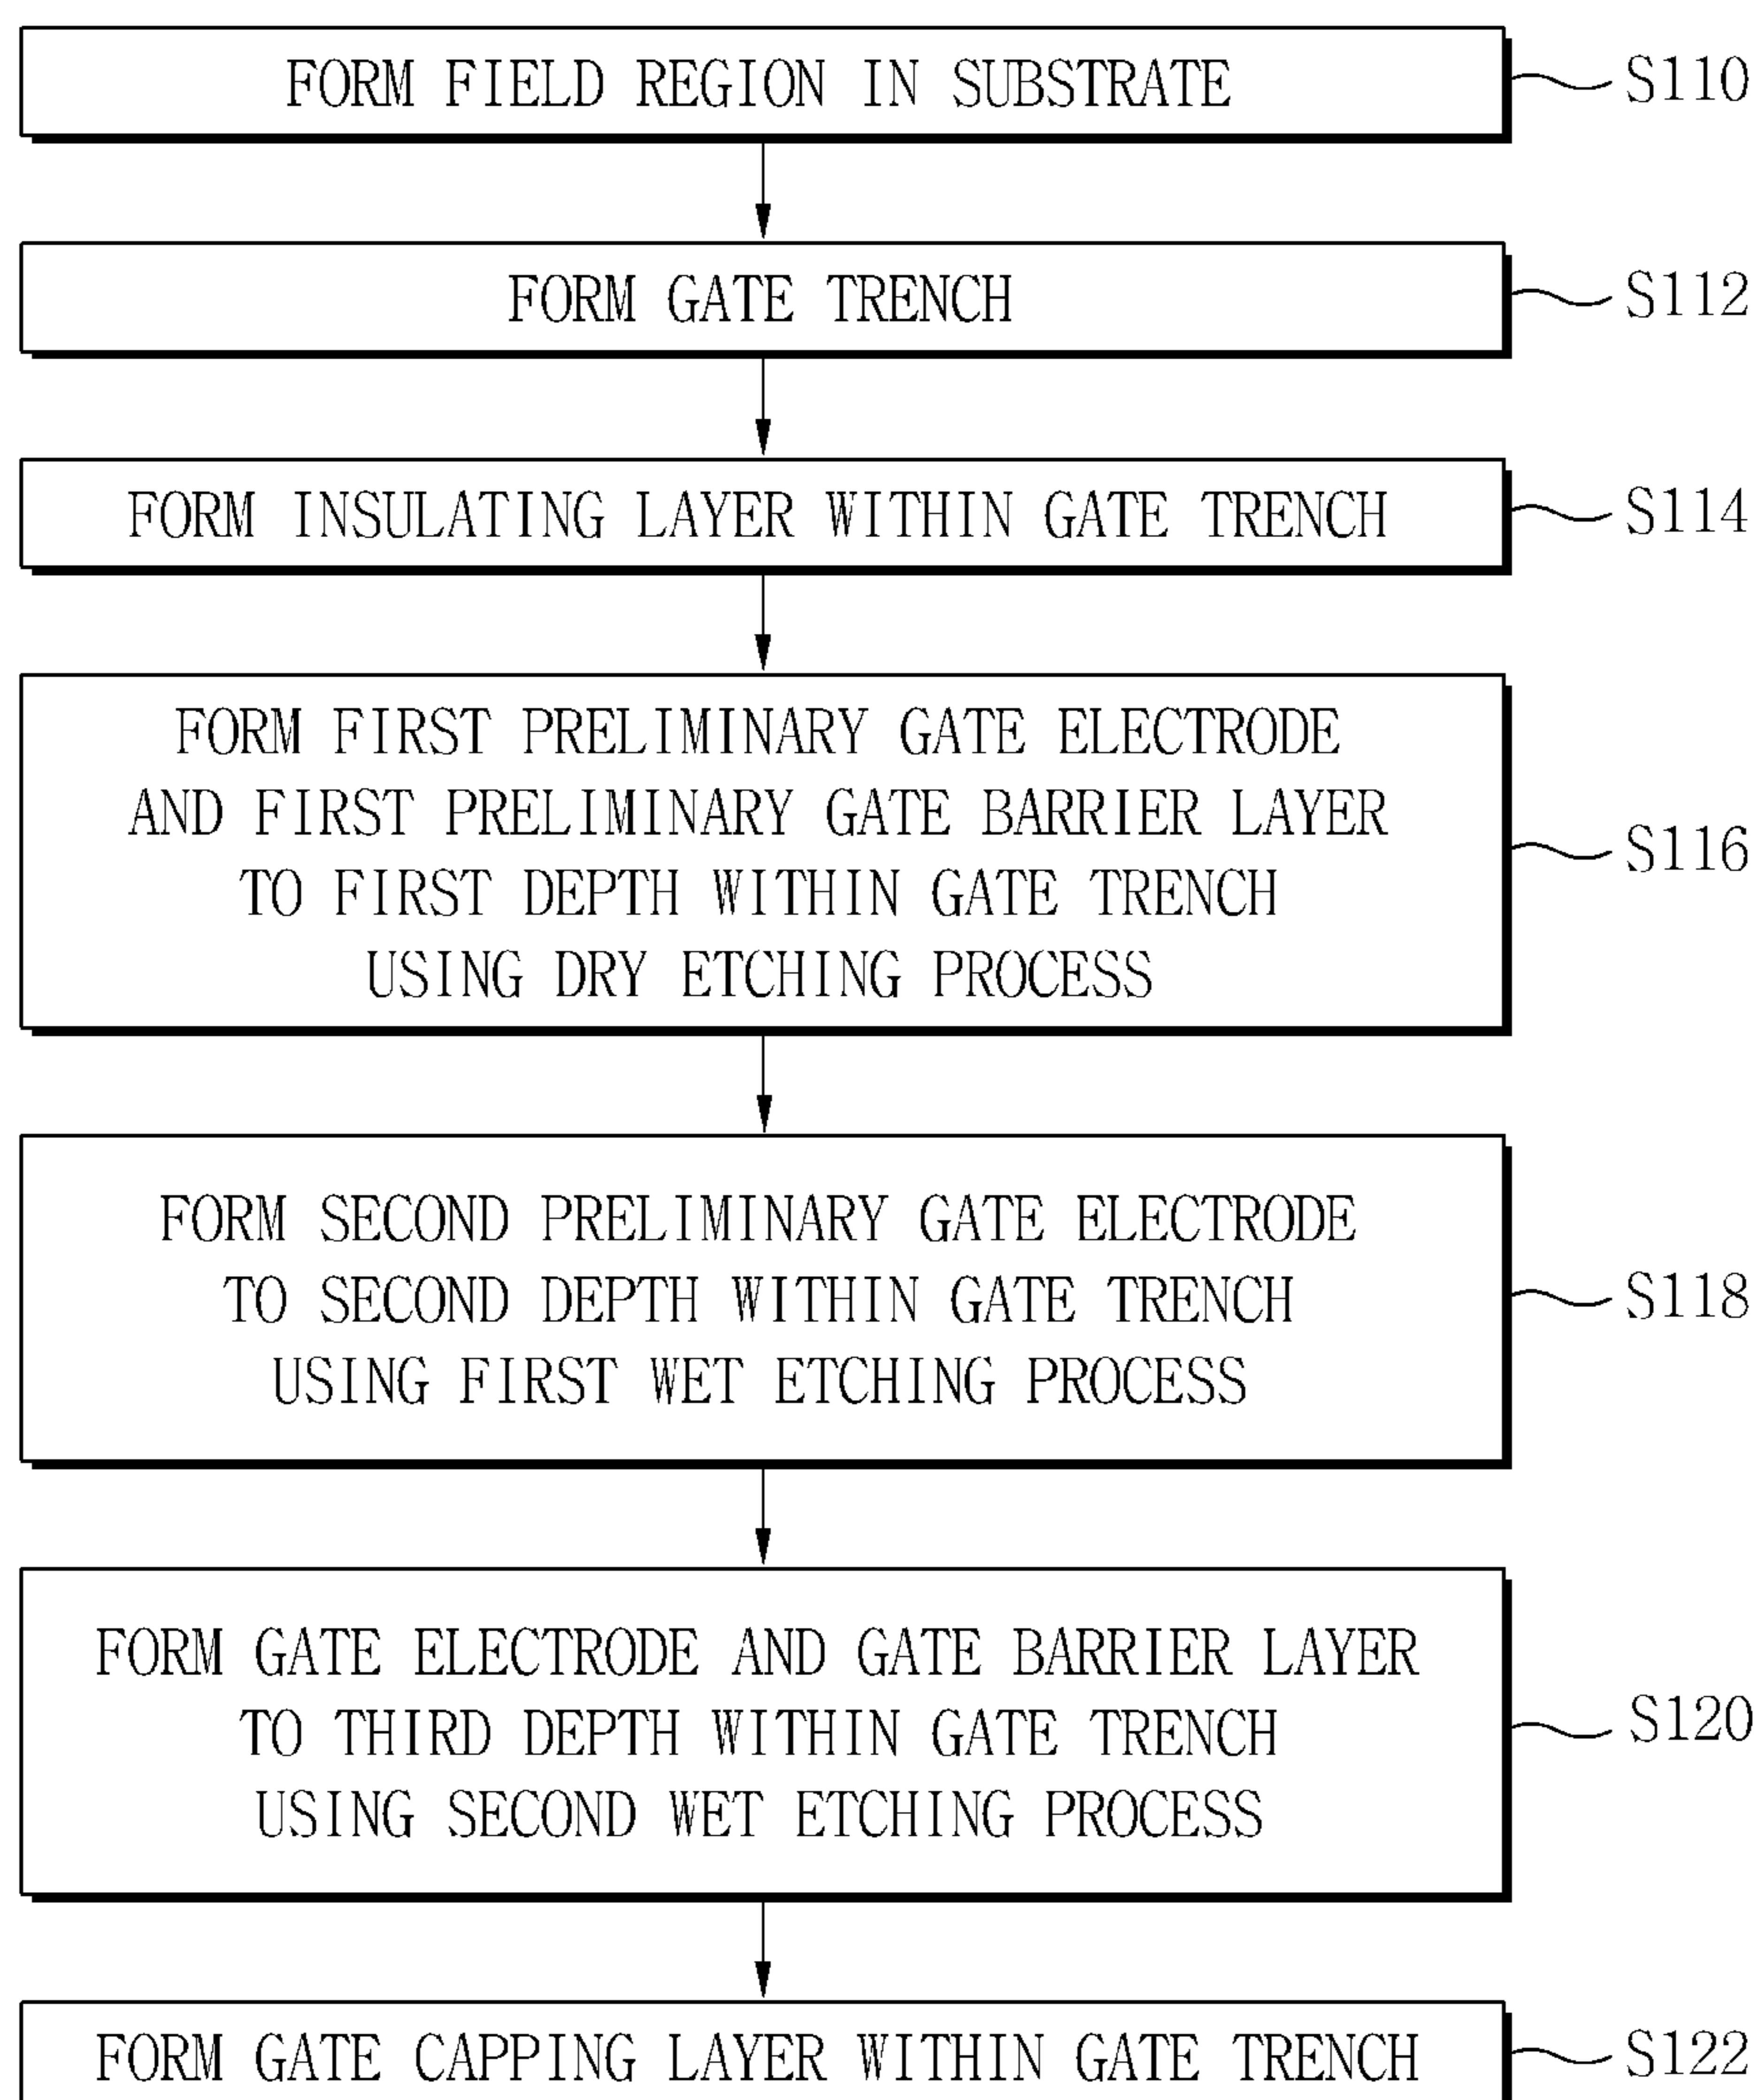 FORM FIELD REGION IN SUBSTRATE
S110
FORM GATE TRENCH
S112
FORM INSULATING LAYER WITHIN GATE TRENCH
S114
FORM FIRST PRELIMINARY GATE ELECTRODE
AND FIRST PRELIMINARY GATE BARRIER LAYER
TO FIRST DEPTH WITHIN GATE TRENCH
USING DRY ETCHING PROCESS
S116
FORM SECOND PRELIMINARY GATE ELECTRODE
TO SECOND DEPTH WITHIN GATE TRENCH
USING FIRST WET ETCHING PROCESS
S118
FORM GATE ELECTRODE AND GATE BARRIER LAYER
TO THIRD DEPTH WITHIN GATE TRENCH
USING SECOND WET ETCHING PROCESS
S120
FORM GATE CAPPING LAYER WITHIN GATE TRENCH
S122